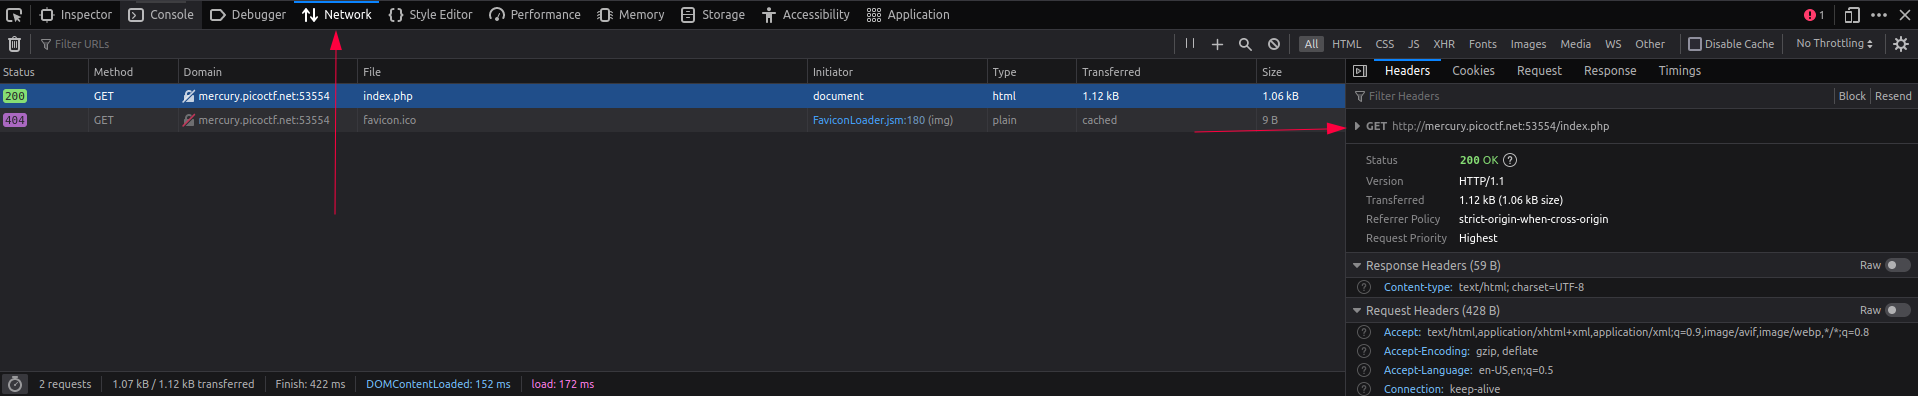 Inspector Console Debugger Network Style Editor Performance Memory Storage Accessibility Application 1
Filter URLs All HTML CSS JS XHR Fonts Images Media WS Other Disable Cache No Throttling
Status Method Domain File Initiator Type Transferred Size
200 GET mercury.picoctf.net:53554 index.php document html 1.12 kB 1.06 kB
404 GET mercury.picoctf.net:53554 favicon.ico FaviconLoader.jsm:180 (img) plain cached 9 B
Headers Cookies Request Response Timings
Filter Headers Block Resend
GET http://mercury.picoctf.net:53554/index.php
Status 200 OK ?
Version HTTP/1.1
Transferred 1.12 kB (1.06 kB size)
Referrer Policy strict-origin-when-cross-origin
Request Priority Highest
Response Headers (59 B) Raw
? Content-type: text/html; charset=UTF-8
Request Headers (428 B) Raw
? Accept: text/html,application/xhtml+xml,application/xml;q=0.9,image/avif,image/webp,*/*;q=0.8
? Accept-Encoding: gzip, deflate
? Accept-Language: en-US,en;q=0.5
? Connection: keep-alive
2 requests 1.07 kB / 1.12 kB transferred Finish: 422 ms DOMContentLoaded: 152 ms load: 172 ms